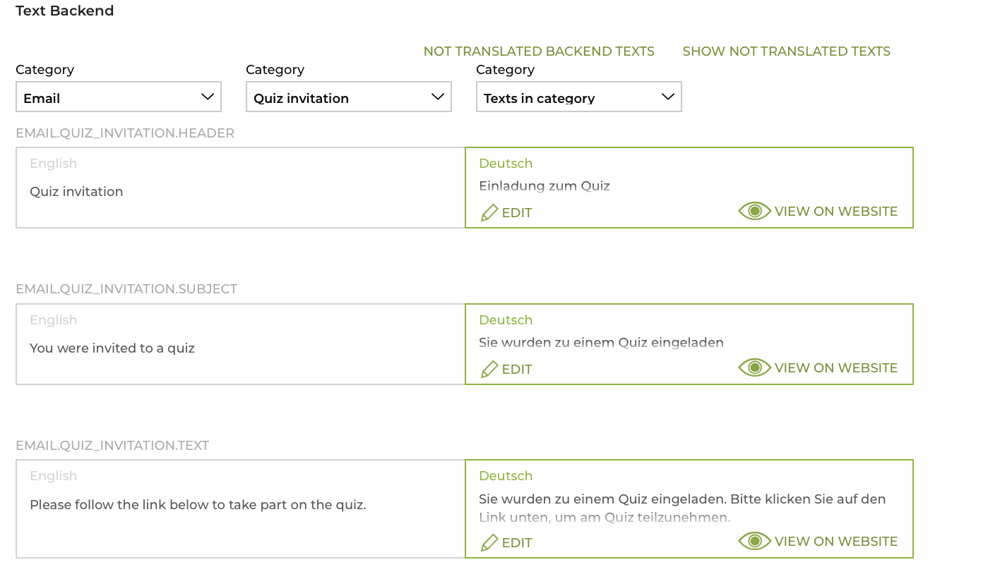 Text Backend
NOT TRANSLATED BACKEND TEXTS SHOW NOT TRANSLATED TEXTS
Category Category Category
Email Quiz invitation Texts in category
EMAIL.QUIZ_INVITATION.HEADER
English Deutsch
Quiz invitation Einladung zum Quiz
EDIT VIEW ON WEBSITE
EMAIL.QUIZ_INVITATION.SUBJECT
English Deutsch
You were invited to a quiz Sie wurden zu einem Quiz eingeladen
EDIT VIEW ON WEBSITE
EMAIL.QUIZ_INVITATION.TEXT
English Deutsch
Please follow the link below to take part on the quiz. Sie wurden zu einem Quiz eingeladen. Bitte klicken Sie auf den
Link unten, um am Quiz teilzunehmen.
EDIT VIEW ON WEBSITE